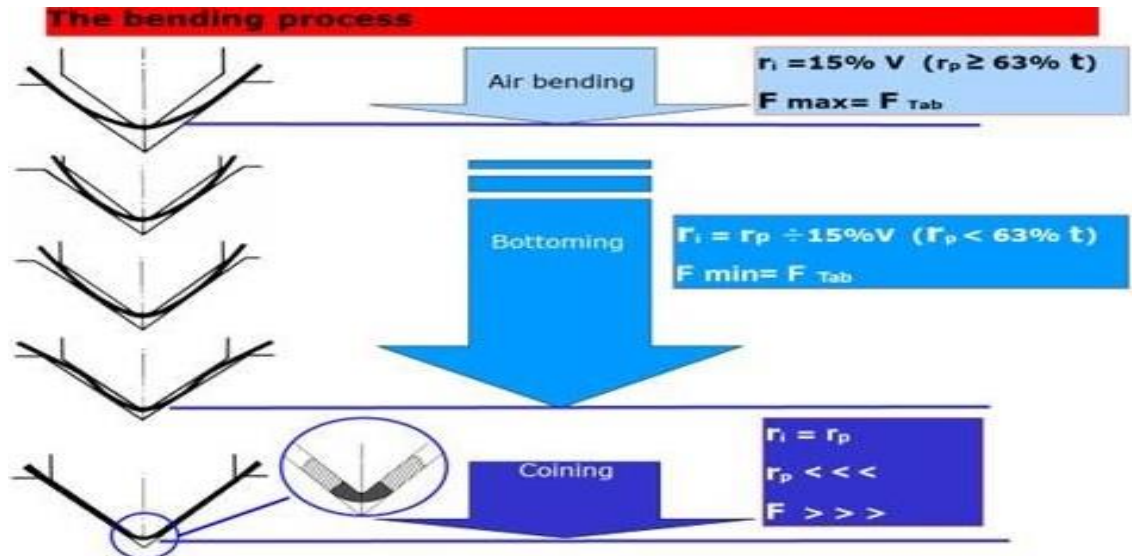 The bending process
Air bending
rᵢ =15% V (rₚ ≥ 63% t)
F max= F Tab
Bottoming
rᵢ = rₚ ÷15%V (rₚ < 63% t)
F min= F Tab
Coining
rᵢ = rₚ
rₚ < < <
F > > >